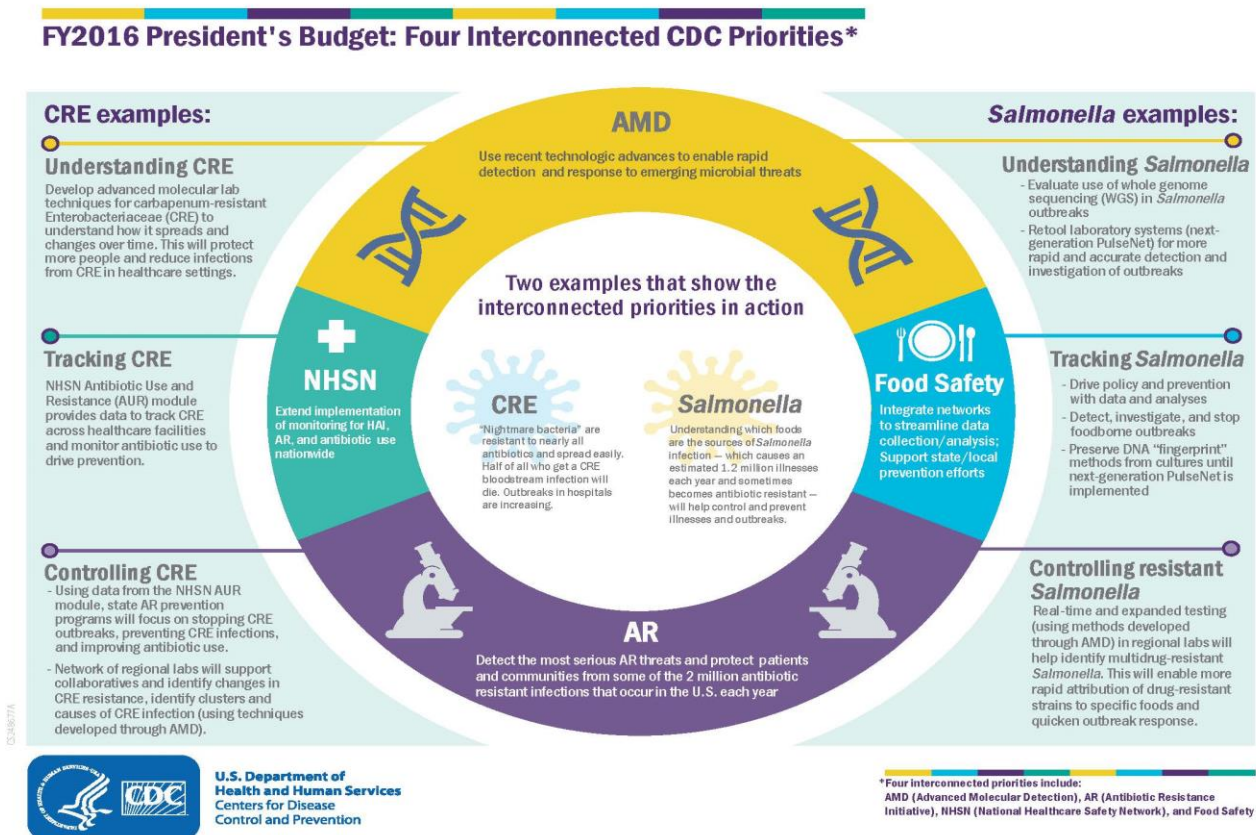 FY2016 President's Budget: Four Interconnected CDC Priorities*
CRE examples:
Understanding CRE
Develop advanced molecular lab
techniques for carbapenum-resistant
Enterobacteriaceae (CRE) to
understand how it spreads and
changes over time. This will protect
more people and reduce infections
from CRE in healthcare settings.
Tracking CRE
NHSN Antibiotic Use and
Resistance (AUR) module
provides data to track CRE
across healthcare facilities
and monitor antibiotic use to
drive prevention.
Controlling CRE
- Using data from the NHSN AUR
module, state AR prevention
programs will focus on stopping CRE
outbreaks, preventing CRE infections,
and improving antibiotic use.
- Network of regional labs will support
collaboratives and identify changes in
CRE resistance, identify clusters and
causes of CRE infection (using techniques
developed through AMD).
AMD
Use recent technologic advances to enable rapid
detection and response to emerging microbial threats
NHSN
Extend implementation
of monitoring for HAI,
AR, and antibiotic use
nationwide
Two examples that show the
interconnected priorities in action
CRE
"Nightmare bacteria" are
resistant to nearly all
antibiotics and spread easily.
Half of all who get a CRE
bloodstream infection will
die. Outbreaks in hospitals
are increasing.
Salmonella
Understanding which foods
are the sources of Salmonella
infection — which causes an
estimated 1.2 million illnesses
each year and sometimes
becomes antibiotic resistant —
will help control and prevent
illnesses and outbreaks.
Food Safety
Integrate networks
to streamline data
collection/analysis;
Support state/local
prevention efforts
AR
Detect the most serious AR threats and protect patients
and communities from some of the 2 million antibiotic
resistant infections that occur in the U.S. each year
Salmonella examples:
Understanding Salmonella
- Evaluate use of whole genome
sequencing (WGS) in Salmonella
outbreaks
- Retool laboratory systems (next-
generation PulseNet) for more
rapid and accurate detection and
investigation of outbreaks
Tracking Salmonella
- Drive policy and prevention
with data and analyses
- Detect, investigate, and stop
foodborne outbreaks
- Preserve DNA "fingerprint"
methods from cultures until
next-generation PulseNet is
implemented
Controlling resistant
Salmonella
Real-time and expanded testing
(using methods developed
through AMD) in regional labs will
help identify multidrug-resistant
Salmonella. This will enable more
rapid attribution of drug-resistant
strains to specific foods and
quicken outbreak response.
CDC
U.S. Department of
Health and Human Services
Centers for Disease
Control and Prevention
*Four interconnected priorities include:
AMD (Advanced Molecular Detection), AR (Antibiotic Resistance
Initiative), NHSN (National Healthcare Safety Network), and Food Safety